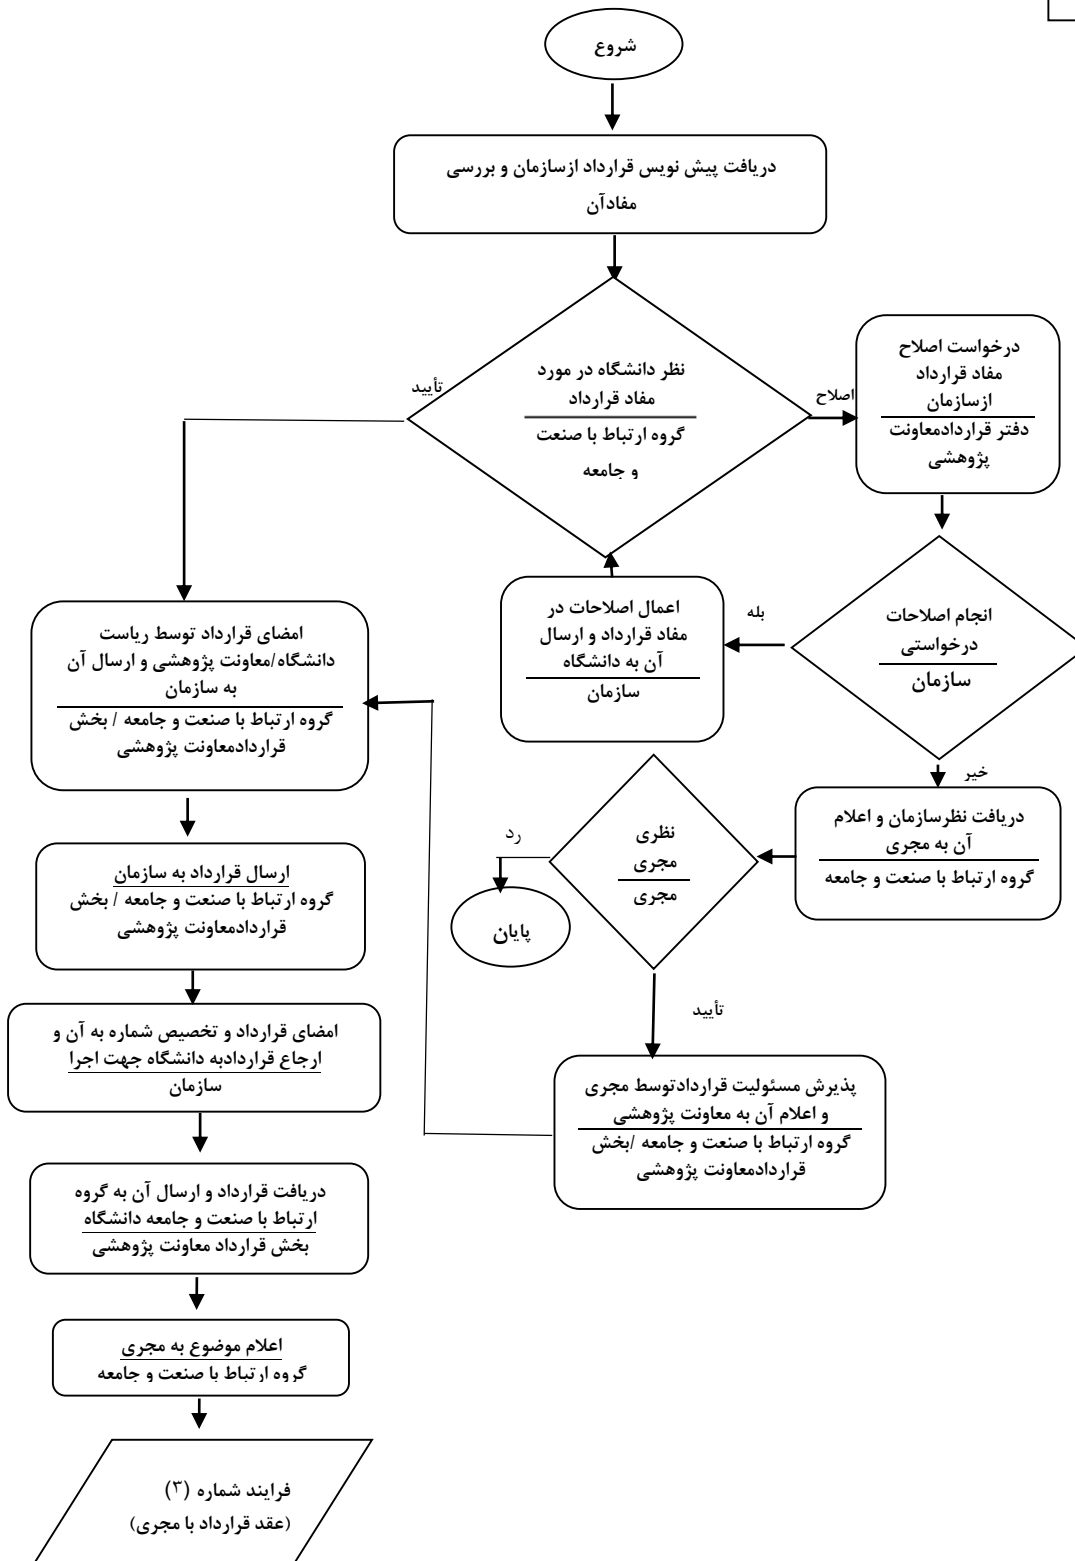 شروع
دریافت پیش نویس قرارداد ازسازمان و بررسی
مفادآن
نظر دانشگاه در مورد
مفاد قرارداد
گروه ارتباط با صنعت
و جامعه
تأیید
اصلاح
درخواست اصلاح
مفاد قرارداد
ازسازمان
دفتر قراردادمعاونت
پژوهشی
انجام اصلاحات
درخواستی
سازمان
بله
خیر
اعمال اصلاحات در
مفاد قرارداد و ارسال
آن به دانشگاه
سازمان
دریافت نظرسازمان و اعلام
آن به مجری
گروه ارتباط با صنعت و جامعه
نظری
مجری
مجری
رد
پایان
تأیید
پذیرش مسئولیت قراردادتوسط مجری
و اعلام آن به معاونت پژوهشی
گروه ارتباط با صنعت و جامعه /بخش
قراردادمعاونت پژوهشی
امضای قرارداد توسط ریاست
دانشگاه/معاونت پژوهشی و ارسال آن
به سازمان
گروه ارتباط با صنعت و جامعه / بخش
قراردادمعاونت پژوهشی
ارسال قرارداد به سازمان
گروه ارتباط با صنعت و جامعه / بخش
قراردادمعاونت پژوهشی
امضای قرارداد و تخصیص شماره به آن و
ارجاع قراردادبه دانشگاه جهت اجرا
سازمان
دریافت قرارداد و ارسال آن به گروه
ارتباط با صنعت و جامعه دانشگاه
بخش قرارداد معاونت پژوهشی
اعلام موضوع به مجری
گروه ارتباط با صنعت و جامعه
فرایند شماره (۳)
(عقد قرارداد با مجری)